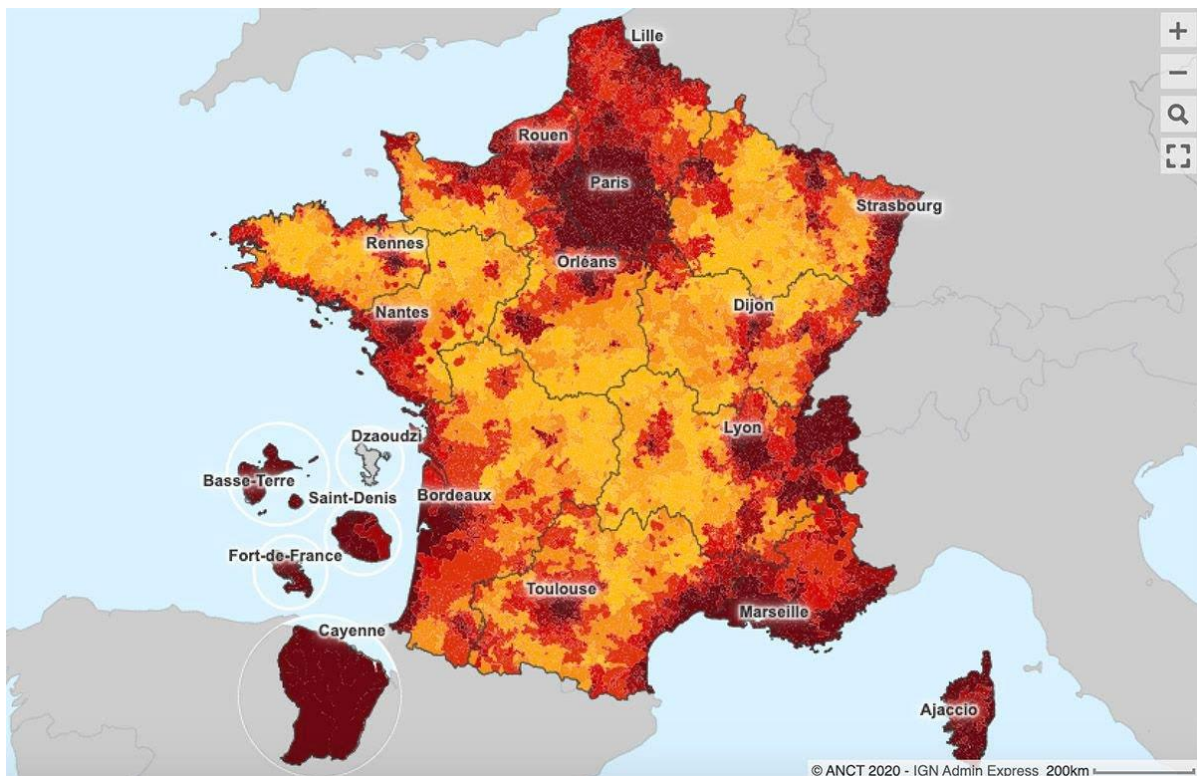 Lille
Rouen
Paris
Strasbourg
Rennes
Orléans
Nantes
Dijon
Lyon
Dzaoudzi
Basse-Terre
Saint-Denis
Bordeaux
Fort-de-France
Toulouse
Marseille
Cayenne
Ajaccio
© ANCT 2020 - IGN Admin Express 200km